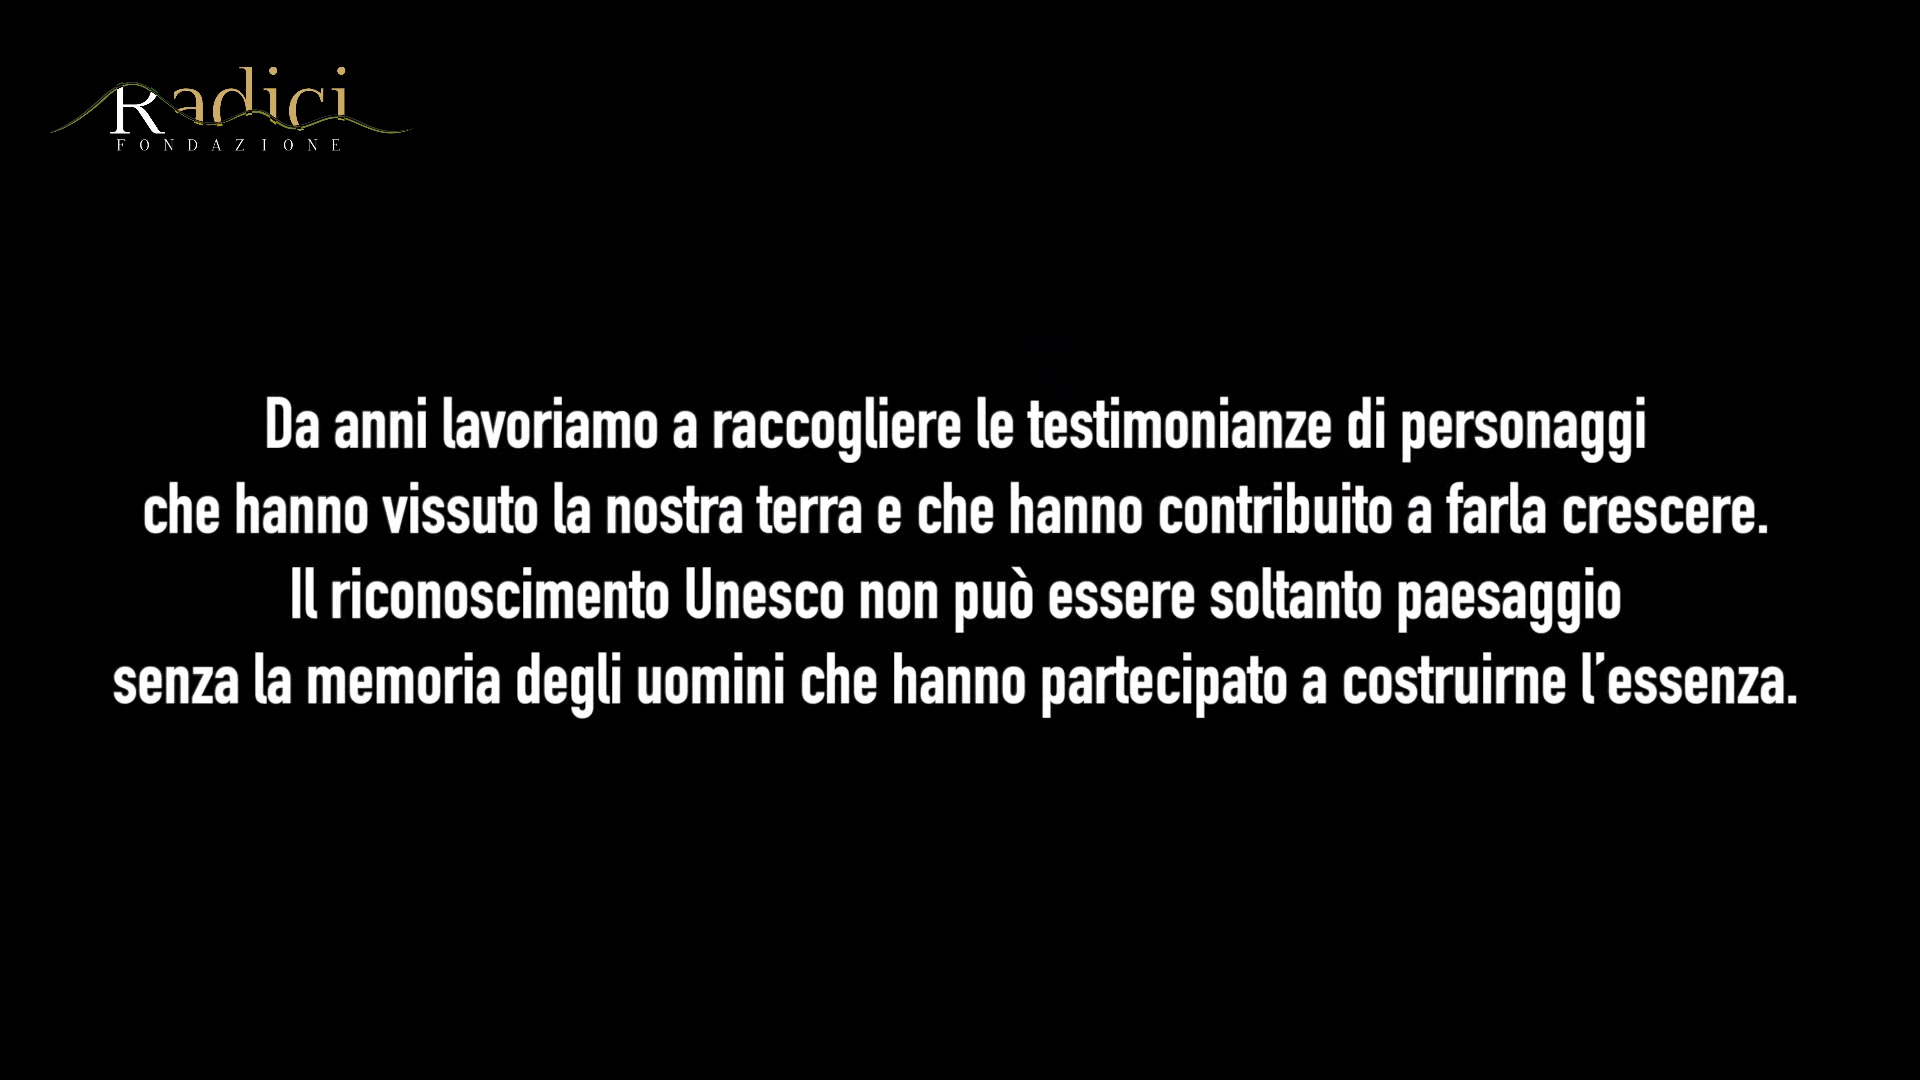 Radici
FONDAZIONE
Da anni lavoriamo a raccogliere le testimonianze di personaggi
che hanno vissuto la nostra terra e che hanno contribuito a farla crescere.
Il riconoscimento Unesco non può essere soltanto paesaggio
senza la memoria degli uomini che hanno partecipato a costruirne l'essenza.